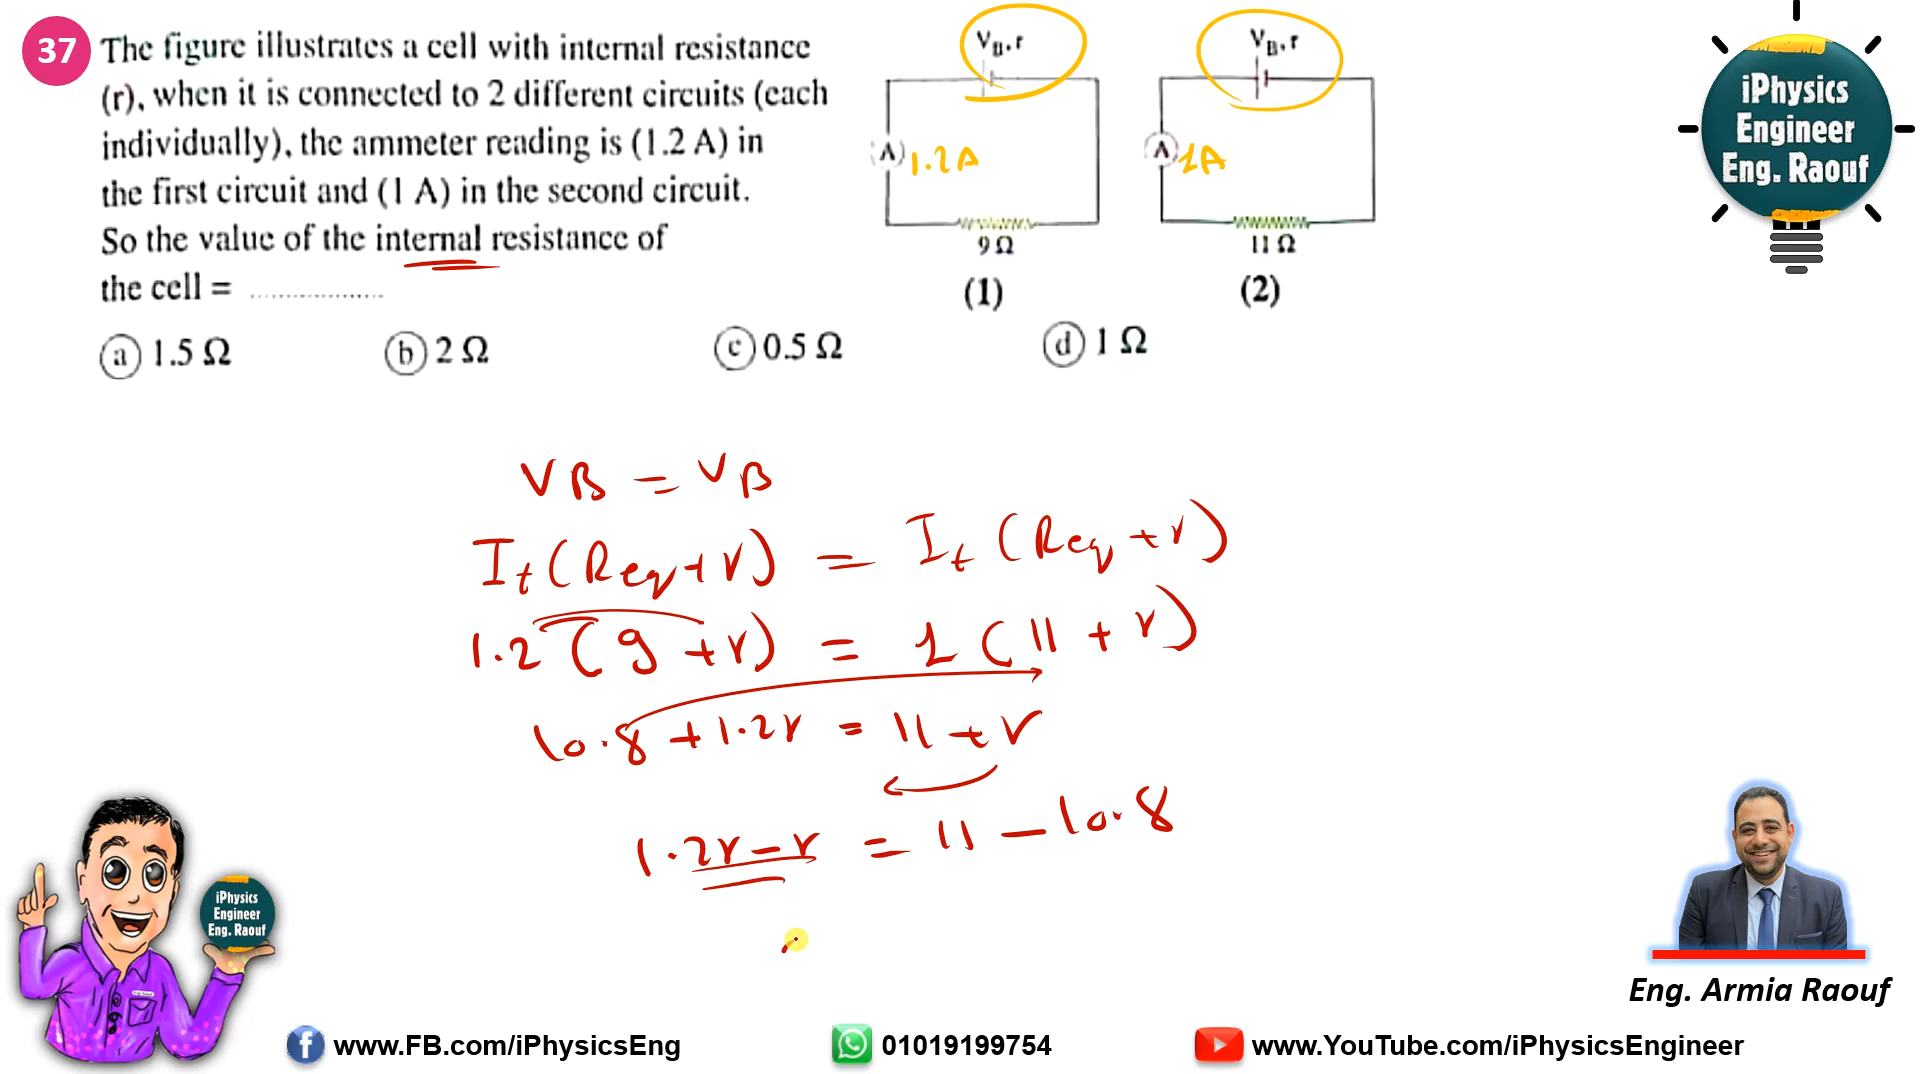 37 The figure illustrates a cell with internal resistance
(r), when it is connected to 2 different circuits (each
individually), the ammeter reading is (1.2 A) in
the first circuit and (1 A) in the second circuit.
So the value of the internal resistance of
the cell = ..................
a 1.5 Ω b 2 Ω c 0.5 Ω d 1 Ω
V_B, r
A 1.2A
9 Ω
(1)
V_B, r
A 1A
11 Ω
(2)
iPhysics
Engineer
Eng. Raouf
VB = VB
It (Req + r) = It (Req + r)
1.2 (9 + r) = 1 (11 + r)
10.8 + 1.2r = 11 + r
1.2r - r = 11 - 10.8
iPhysics
Engineer
Eng. Raouf
Eng. Armia Raouf
www.FB.com/iPhysicsEng 01019199754 www.YouTube.com/iPhysicsEngineer